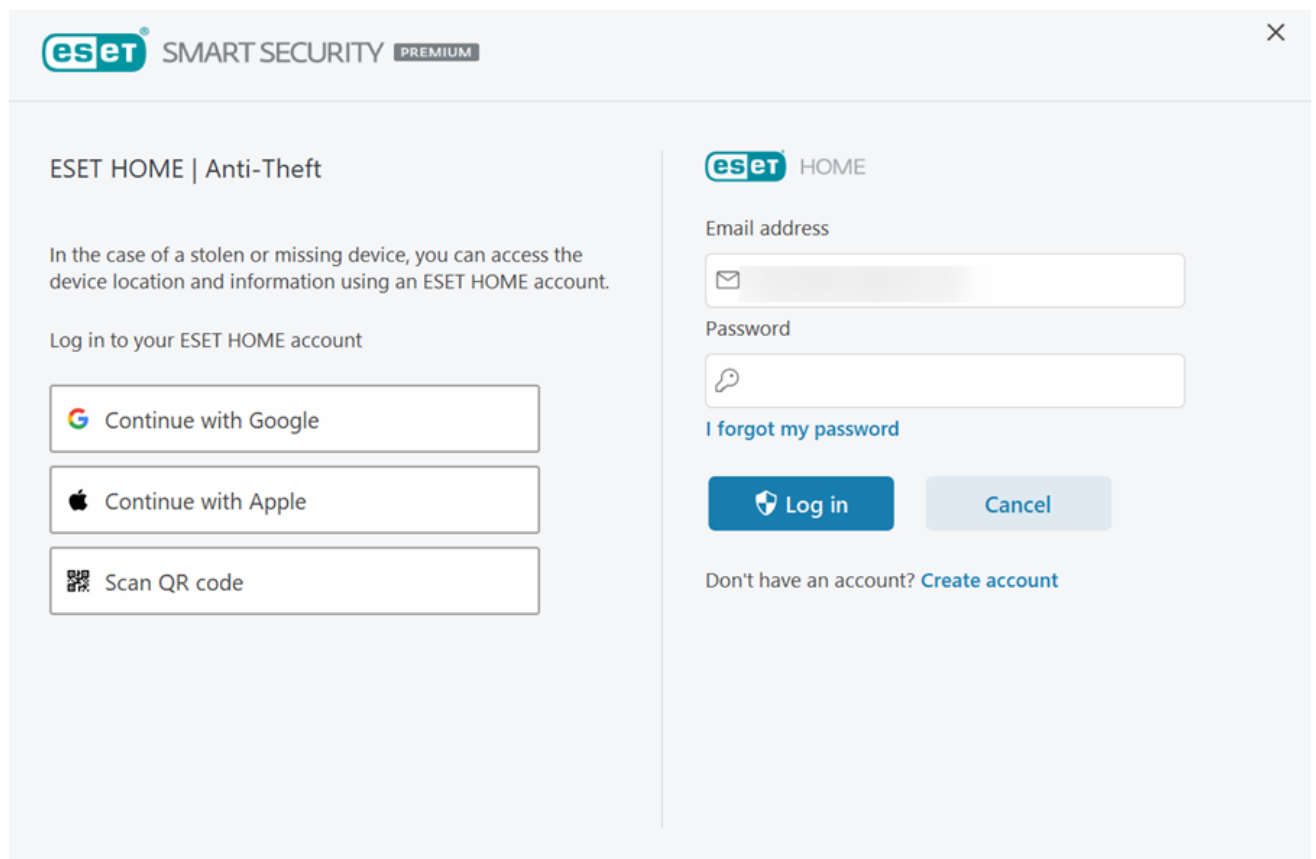 eset® SMART SECURITY PREMIUM
ESET HOME | Anti-Theft
In the case of a stolen or missing device, you can access the
device location and information using an ESET HOME account.
Log in to your ESET HOME account
Continue with Google
Continue with Apple
Scan QR code
eset HOME
Email address
Password
I forgot my password
Log in
Cancel
Don't have an account? Create account